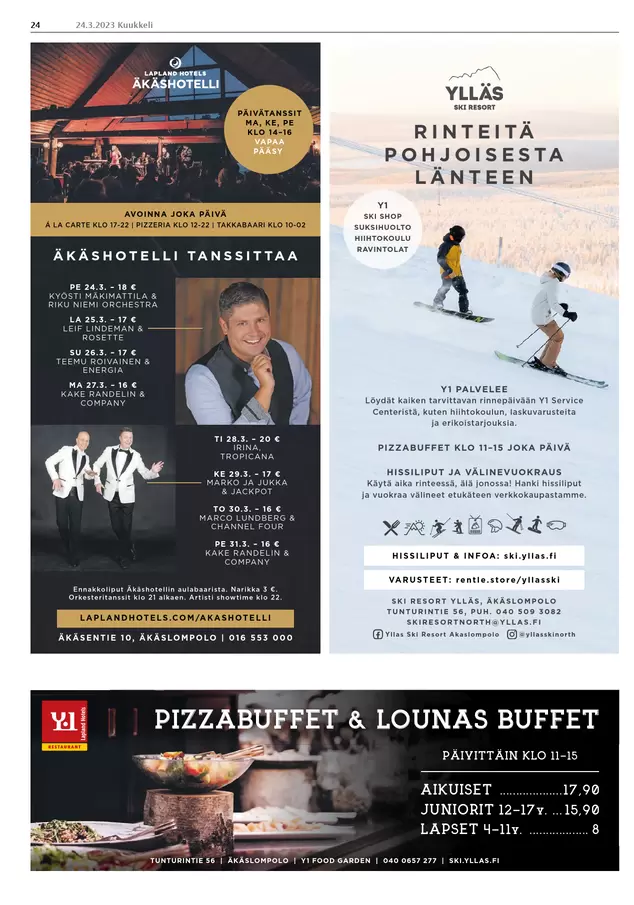 24
24.3.2023 Kuukkeli
LAPLAND HOTELS
ÄKÄSHOTELLI
PÄIVÄTANSSIT
MA, KE, PE
KLO 14–16
VAPAA
PÄÄSY
AVOINNA JOKA PÄIVÄ
Á LA CARTE KLO 17-22 | PIZZERIA KLO 12-22 | TAKKABAARI KLO 10-02
ÄKÄSHOTELLI TANSSITTAA
PE 24.3. – 18 €
KYÖSTI MÄKIMATTILA &
RIKU NIEMI ORCHESTRA
LA 25.3. – 17 €
LEIF LINDEMAN &
ROSETTE
SU 26.3. – 17 €
TEEMU ROIVAINEN &
ENERGIA
MA 27.3. – 16 €
KAKE RANDELIN &
COMPANY
TI 28.3. – 20 €
IRINA,
TROPICANA
KE 29.3. – 17 €
MARKO JA JUKKA
& JACKPOT
TO 30.3. – 16 €
MARCO LUNDBERG &
CHANNEL FOUR
PE 31.3. – 16 €
KAKE RANDELIN &
COMPANY
Ennakkoliput Äkäshotellin aulabaarista. Narikka 3 €.
Orkesteritanssit klo 21 alkaen. Artisti showtime klo 22.
LAPLANDHOTELS.COM/AKASHOTELLI
ÄKÄSENTIE 10, ÄKÄSLOMPOLO | 016 553 000
YLLÄS
SKI RESORT
RINTEITÄ
POHJOISESTA
LÄNTEEN
Y1
SKI SHOP
SUKSIHUOLTO
HIIHTOKOULU
RAVINTOLAT
Y1 PALVELEE
Löydät kaiken tarvittavan rinnepäivään Y1 Service
Centeristä, kuten hiihtokoulun, laskuvarusteita
ja erikoistarjouksia.
PIZZABUFFET KLO 11–15 JOKA PÄIVÄ
HISSILIPUT JA VÄLINEVUOKRAUS
Käytä aika rinteessä, älä jonossa! Hanki hissiliput
ja vuokraa välineet etukäteen verkkokaupastamme.
HISSILIPUT & INFOA: ski.yllas.fi
VARUSTEET: rentle.store/yllasski
SKI RESORT YLLÄS, ÄKÄSLOMPOLO
TUNTURINTIE 56, PUH. 040 509 3082
SKIRESORTNORTH@YLLAS.FI
Yllas Ski Resort Akaslompolo @yllasskinorth
Y1
Lapland Hotels
RESTAURANT
PIZZABUFFET & LOUNAS BUFFET
PÄIVITTÄIN KLO 11–15
AIKUISET ...................17,90
JUNIORIT 12–17v. ... 15,90
LAPSET 4–11v. .................. 8
TUNTURINTIE 56 | ÄKÄSLOMPOLO | Y1 FOOD GARDEN | 040 0657 277 | SKI.YLLAS.FI